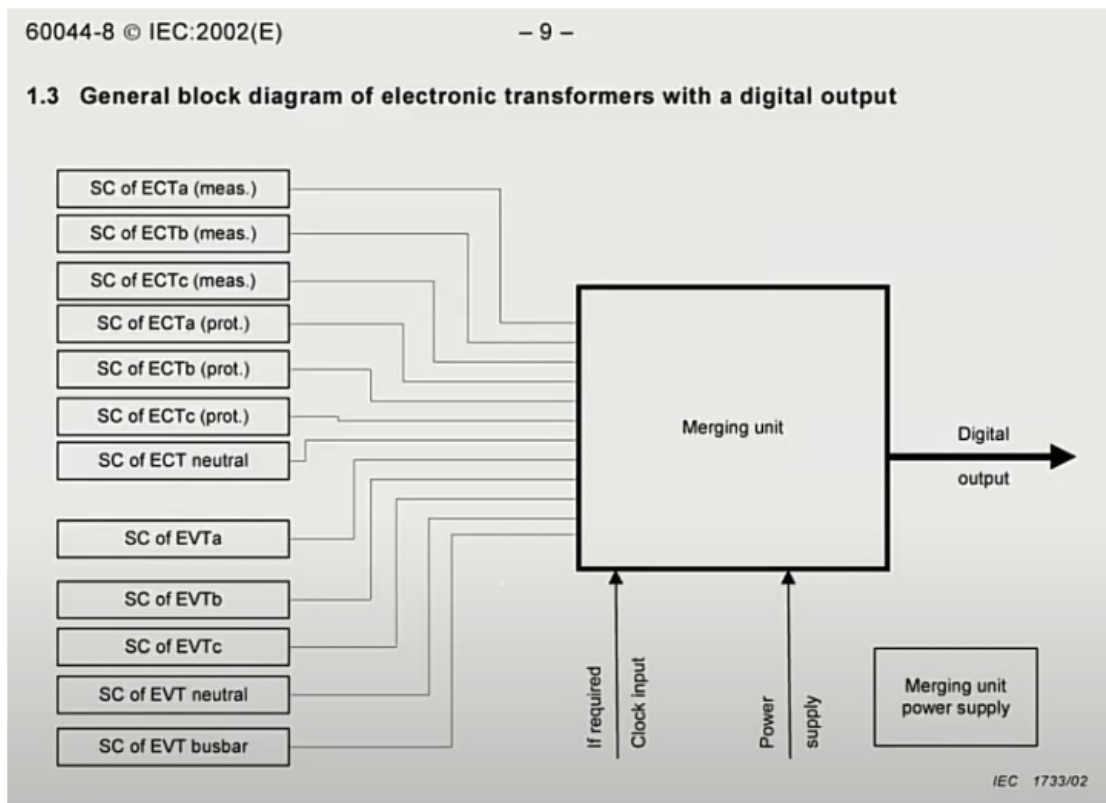 60044-8 © IEC:2002(E)
– 9 –
1.3 General block diagram of electronic transformers with a digital output
SC of ECTa (meas.)
SC of ECTb (meas.)
SC of ECTc (meas.)
SC of ECTa (prot.)
SC of ECTb (prot.)
SC of ECTc (prot.)
SC of ECT neutral
SC of EVTa
SC of EVTb
SC of EVTc
SC of EVT neutral
SC of EVT busbar
Merging unit
Digital
output
If required
Clock input
Power
supply
Merging unit
power supply
IEC 1733/02